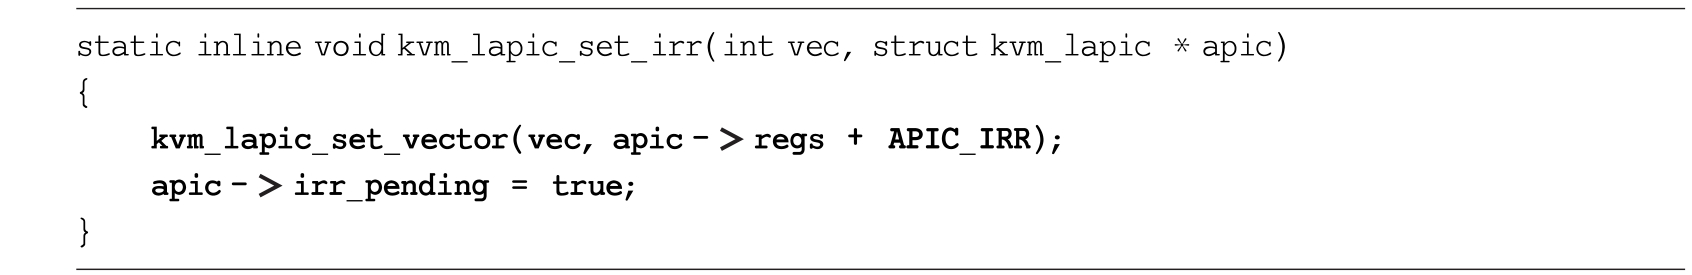 static inline void kvm_lapic_set_irr(int vec, struct kvm_lapic * apic)
{
    kvm_lapic_set_vector(vec, apic -> regs + APIC_IRR);
    apic -> irr_pending = true;
}